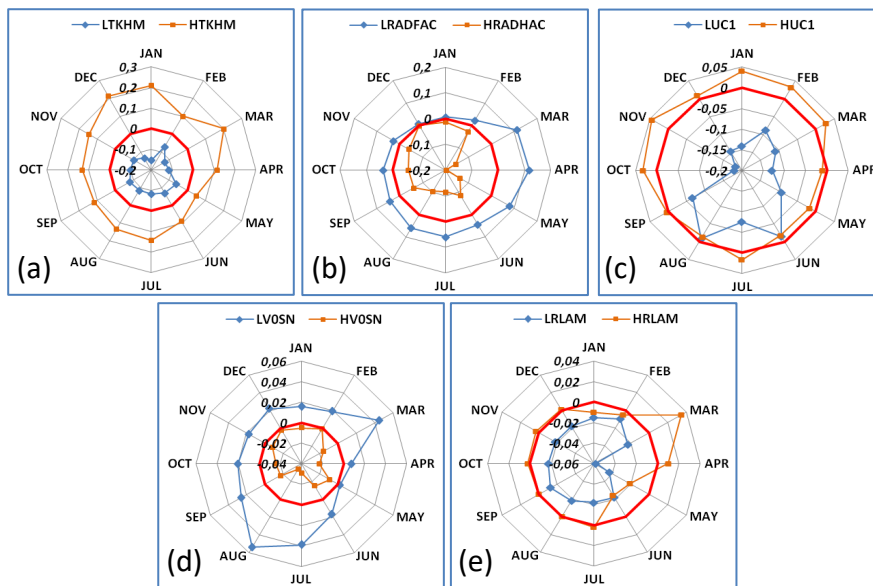 LTKHM HTKHM
JAN
0,3
DEC FEB
0,2
NOV 0,1 MAR
0
-0,1
OCT -0,2 APR
SEP MAY
AUG JUN
JUL
(a)
LRADFAC HRADHAC
JAN
0,2
DEC FEB
0,1
NOV MAR
0
-0,1
OCT -0,2 APR
SEP MAY
AUG JUN
JUL
(b)
LUC1 HUC1
JAN
0,05
DEC FEB
0
NOV -0,05 MAR
-0,1
-0,15
OCT -0,2 APR
SEP MAY
AUG JUN
JUL
(c)
LV0SN HV0SN
JAN
0,06
DEC FEB
0,04
NOV 0,02 MAR
0
-0,02
OCT -0,04 APR
SEP MAY
AUG JUN
JUL
(d)
LRLAM HRLAM
JAN
0,04
DEC FEB
0,02
NOV 0 MAR
-0,02
-0,04
OCT -0,06 APR
SEP MAY
AUG JUN
JUL
(e)